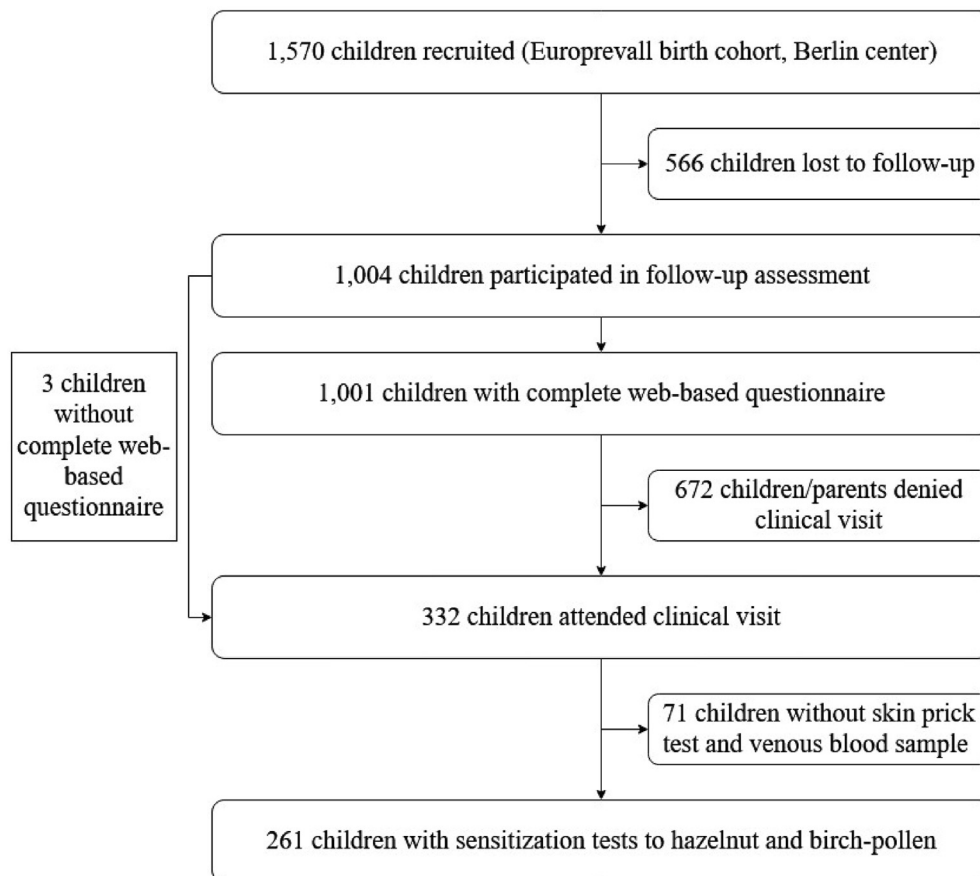 1,570 children recruited (Europrevall birth cohort, Berlin center)
566 children lost to follow-up
1,004 children participated in follow-up assessment
3 children
without
complete web-
based
questionnaire
1,001 children with complete web-based questionnaire
672 children/parents denied
clinical visit
332 children attended clinical visit
71 children without skin prick
test and venous blood sample
261 children with sensitization tests to hazelnut and birch-pollen